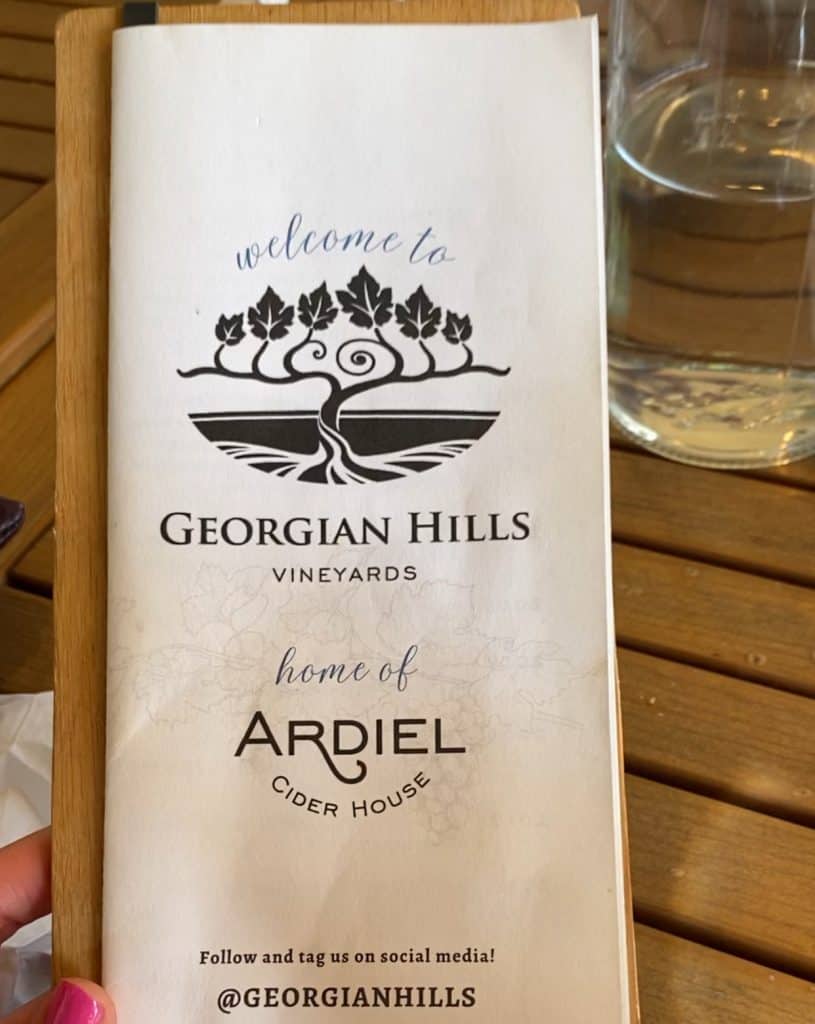 welcome to
GEORGIAN HILLS
VINEYARDS
home of
ARDIEL
CIDER HOUSE
Follow and tag us on social media!
@GEORGIANHILLS